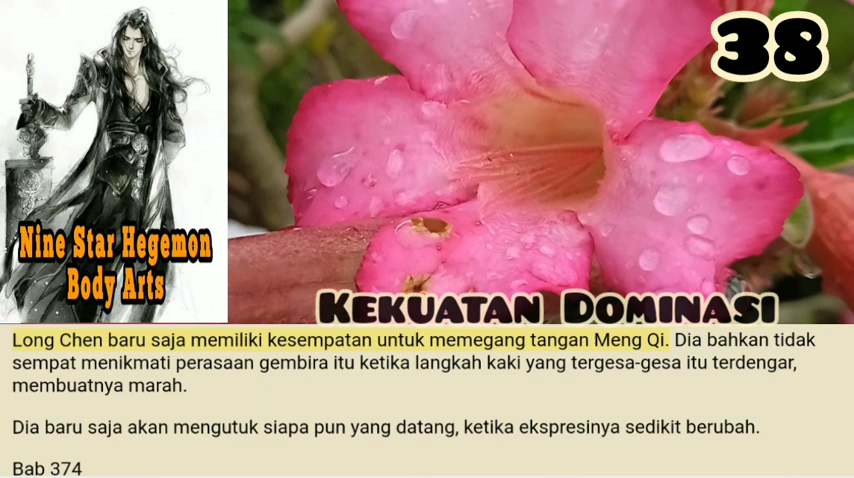 38
Nine Star Hegemon
Body Arts
Kekuatan Dominasi
Long Chen baru saja memiliki kesempatan untuk memegang tangan Meng Qi. Dia bahkan tidak
sempat menikmati perasaan gembira itu ketika langkah kaki yang tergesa-gesa itu terdengar,
membuatnya marah.
Dia baru saja akan mengutuk siapa pun yang datang, ketika ekspresinya sedikit berubah.
Bab 374